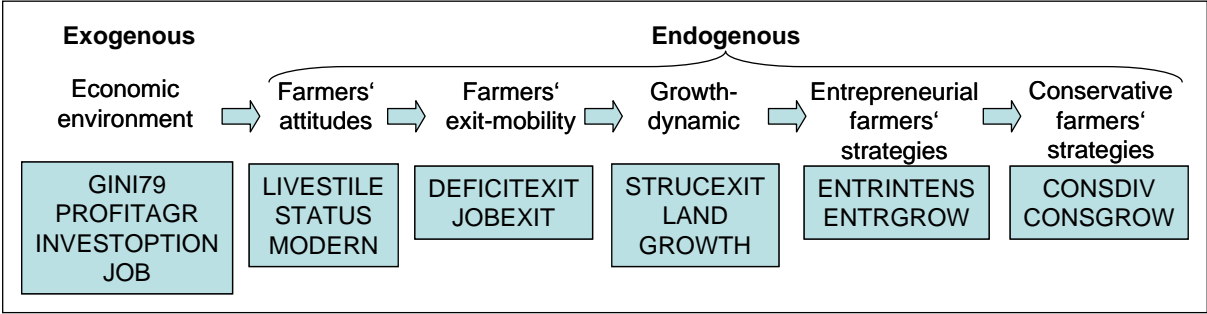 Exogenous
Endogenous
Economic
environment
Farmers‘
attitudes
Farmers‘
exit-mobility
Growth-
dynamic
Entrepreneurial
farmers‘
strategies
Conservative
farmers‘
strategies
GINI79
PROFITAGR
INVESTOPTION
JOB
LIVESTILE
STATUS
MODERN
DEFICITEXIT
JOBEXIT
STRUCEXIT
LAND
GROWTH
ENTRINTENS
ENTRGROW
CONSDIV
CONSGROW